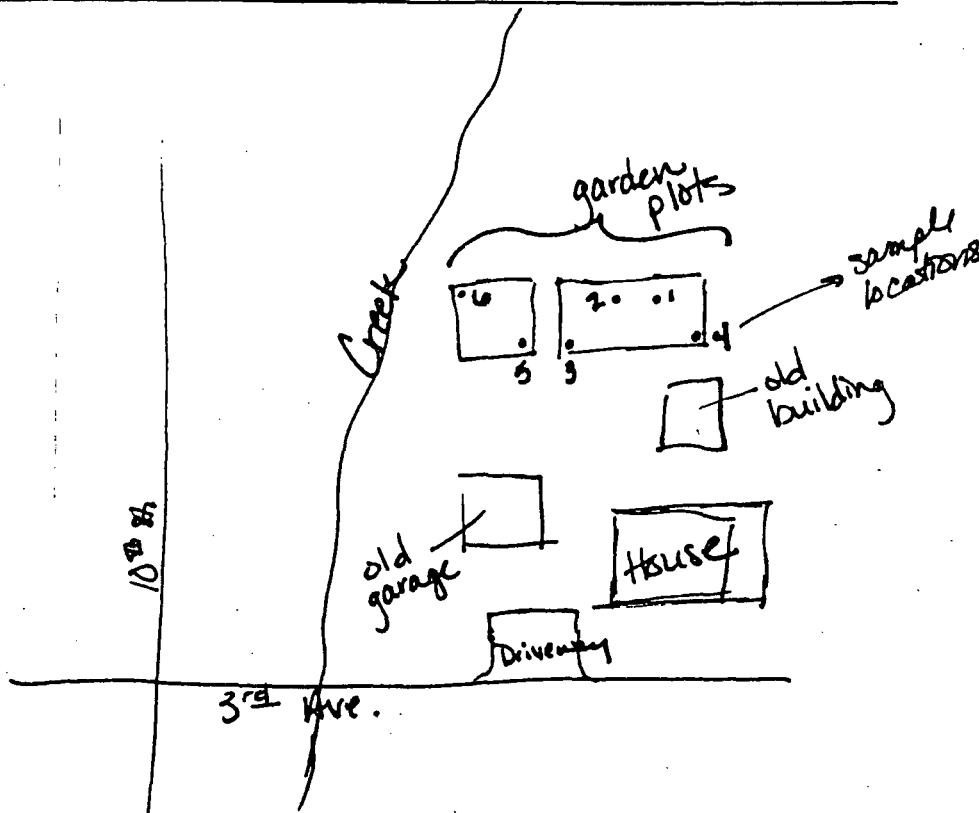 garden
plots
sample
locations
Creek
6
2
1
5
3
4
old
building
10th St.
old
garage
House
Driveway
3rd Ave.